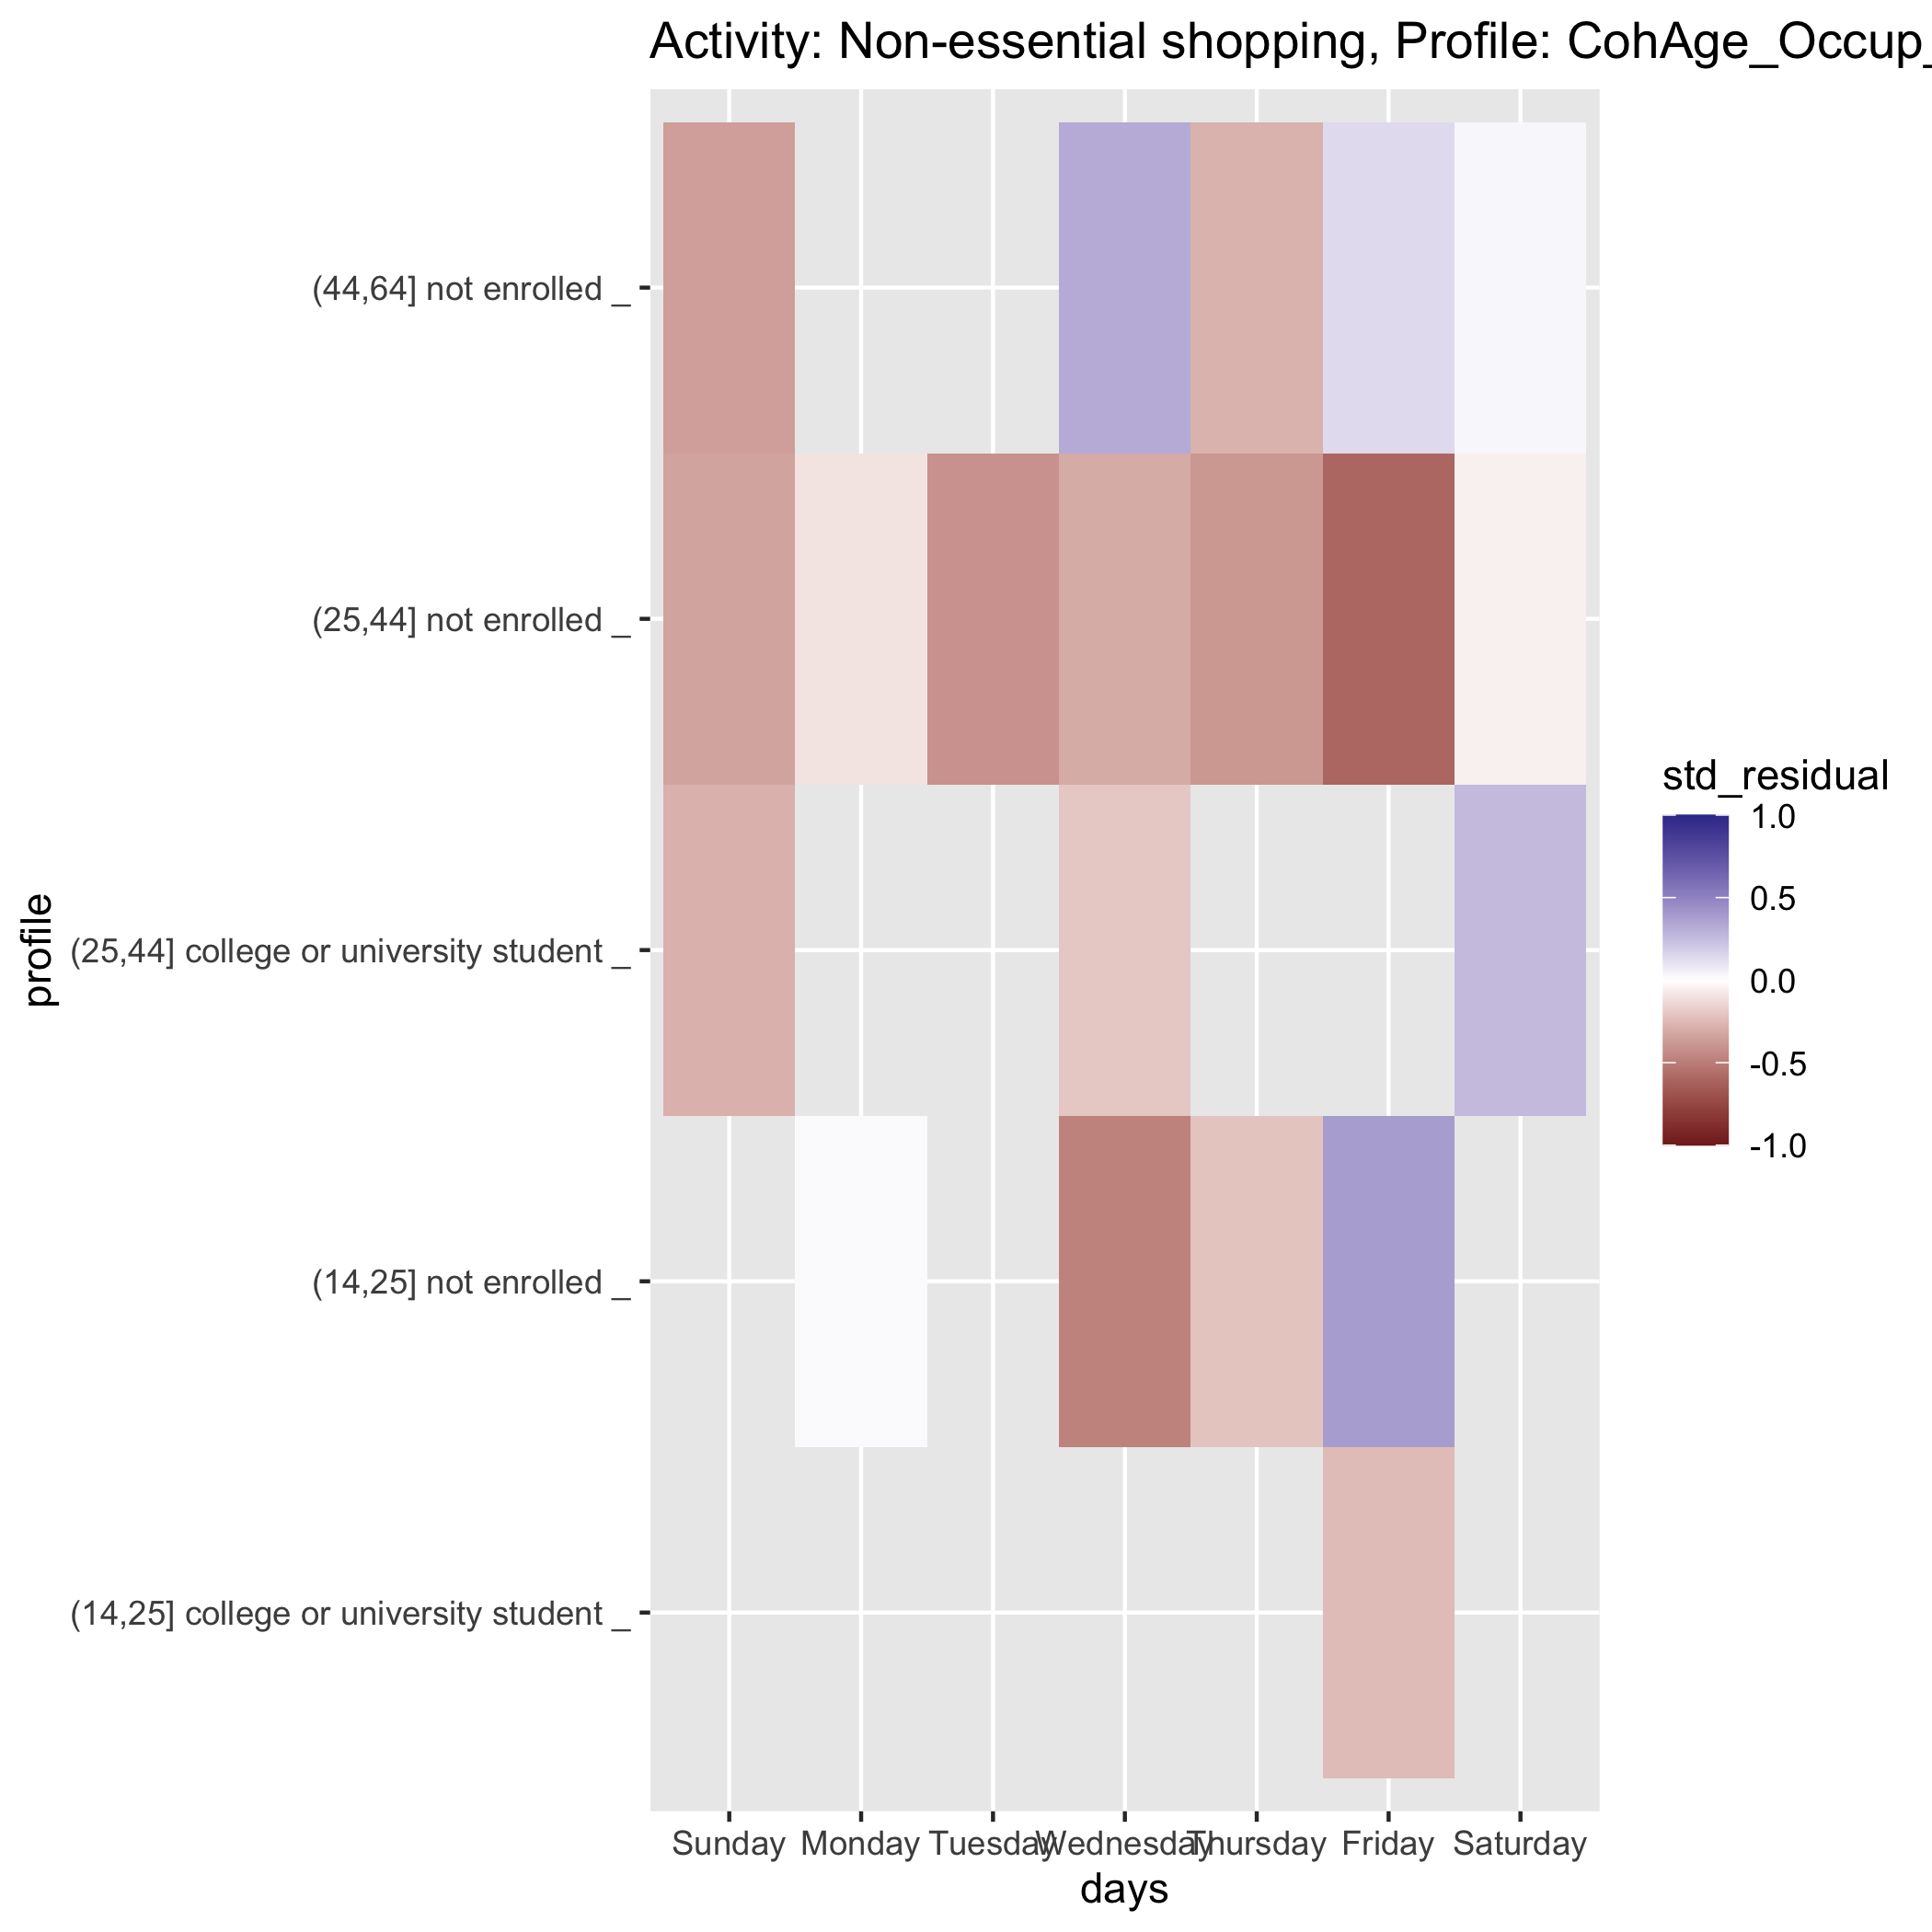 Activity: Non-essential shopping, Profile: CohAge_Occup_
(44,64] not enrolled _
(25,44] not enrolled _
(25,44] college or university student _
(14,25] not enrolled _
(14,25] college or university student _
profile
Sunday Monday Tuesday Wednesday Thursday Friday Saturday
days
std_residual
1.0
0.5
0.0
-0.5
-1.0